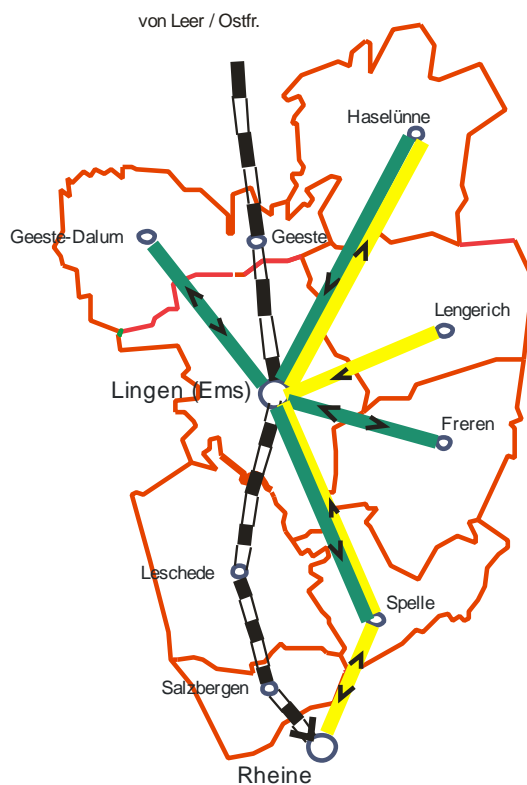 von Leer / Ostfr.
Haselünne
Geeste-Dalum
Geeste
Lengerich
Lingen (Ems)
Freren
Leschede
Spelle
Salzbergen
Rheine